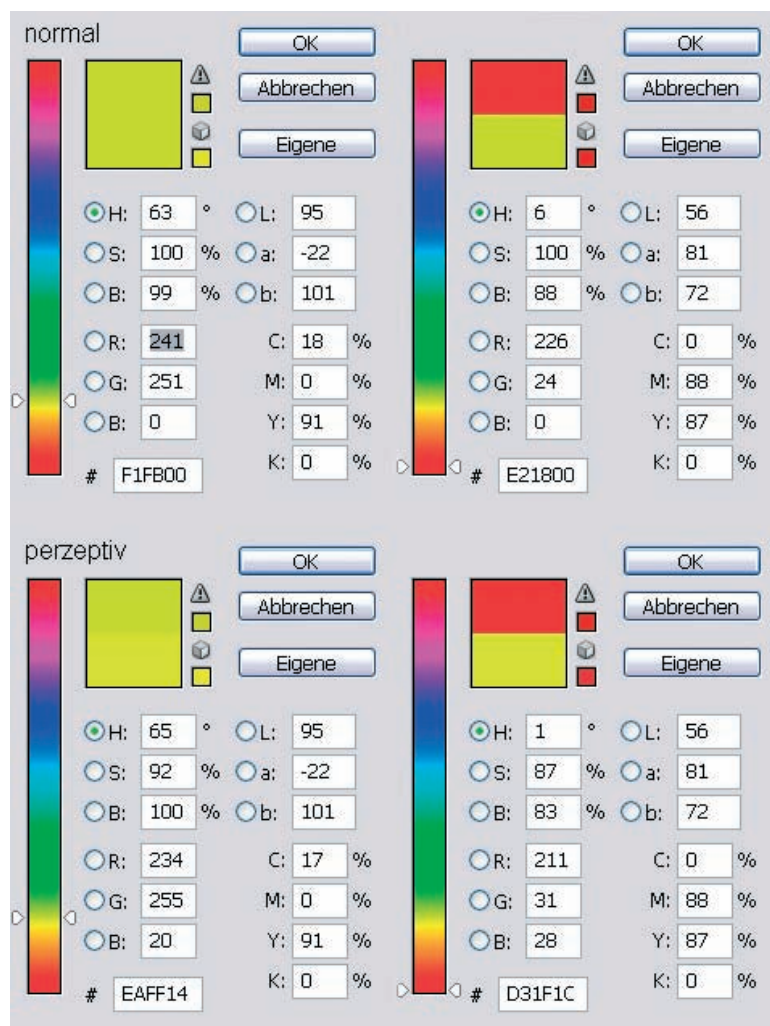 normal
OK
Abbrechen
Eigene
H: 63 ° L: 95
S: 100 % a: -22
B: 99 % b: 101
R: 241 C: 18 %
G: 251 M: 0 %
B: 0 Y: 91 %
# F1FB00 K: 0 %
OK
Abbrechen
Eigene
H: 6 ° L: 56
S: 100 % a: 81
B: 88 % b: 72
R: 226 C: 0 %
G: 24 M: 88 %
B: 0 Y: 87 %
# E21800 K: 0 %
perzeptiv
OK
Abbrechen
Eigene
H: 65 ° L: 95
S: 92 % a: -22
B: 100 % b: 101
R: 234 C: 17 %
G: 255 M: 0 %
B: 20 Y: 91 %
# EAFF14 K: 0 %
OK
Abbrechen
Eigene
H: 1 ° L: 56
S: 87 % a: 81
B: 83 % b: 72
R: 211 C: 0 %
G: 31 M: 88 %
B: 28 Y: 87 %
# D31F1C K: 0 %